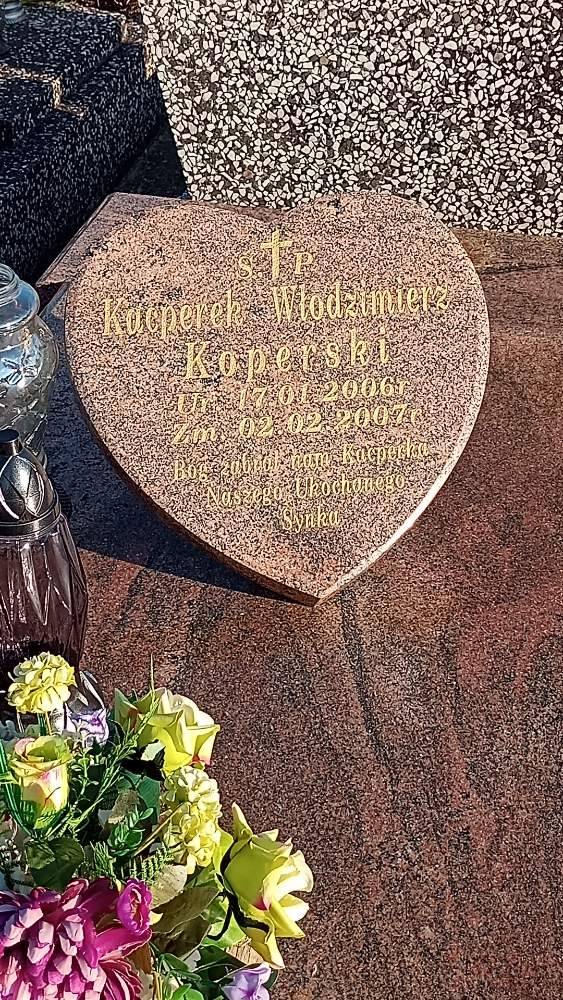 Ś. P.
Kacperek Włodzimierz
Koperski
Ur. 17.01.2006r
Zm. 02.02.2007r
Bóg zabrał nam Kacperka
Naszego Ukochanego
Synka